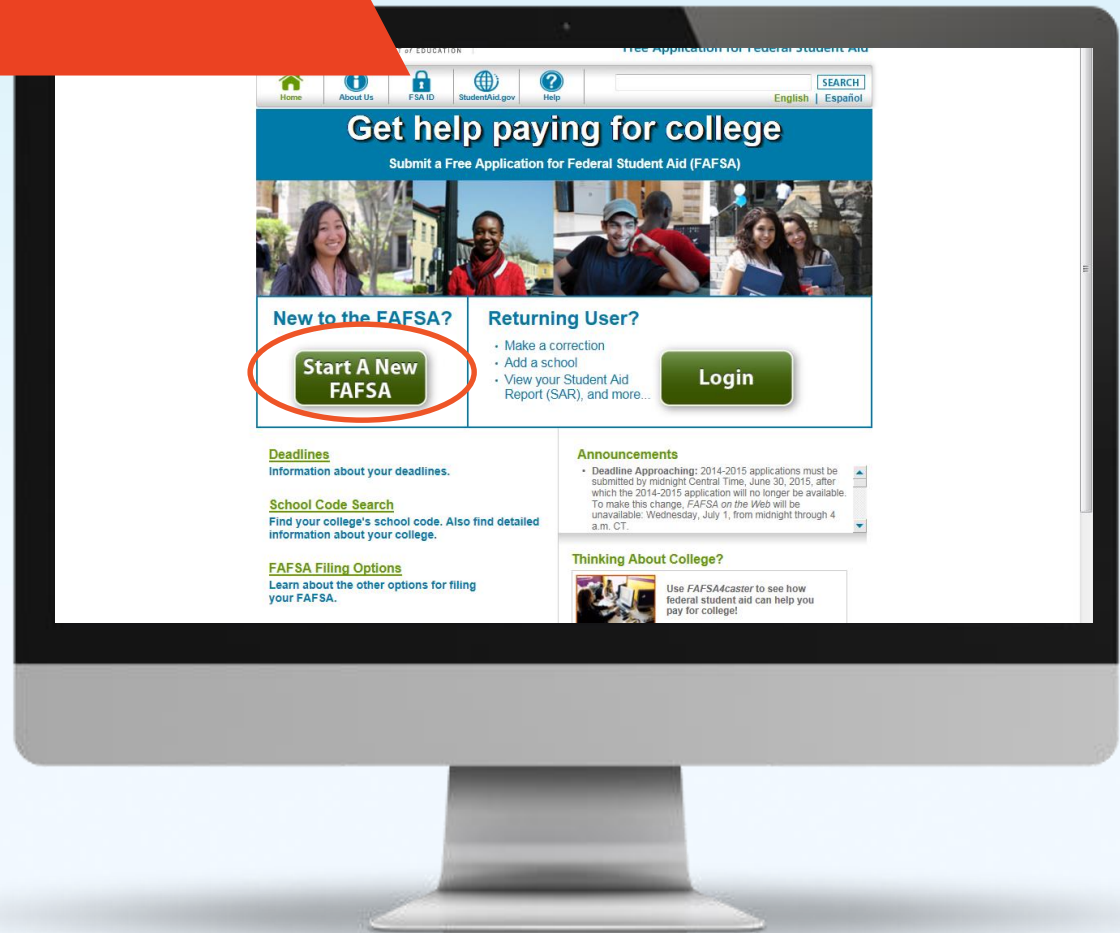 of EDUCATION
Free Application for Federal Student Aid
Home
About Us
FSA ID
StudentAid.gov
Help
SEARCH
English | Español
Get help paying for college
Submit a Free Application for Federal Student Aid (FAFSA)
New to the FAFSA?
Start A New
FAFSA
Returning User?
• Make a correction
• Add a school
• View your Student Aid
Report (SAR), and more...
Login
Deadlines
Information about your deadlines.
School Code Search
Find your college's school code. Also find detailed
information about your college.
FAFSA Filing Options
Learn about the other options for filing
your FAFSA.
Announcements
• Deadline Approaching: 2014-2015 applications must be
submitted by midnight Central Time, June 30, 2015, after
which the 2014-2015 application will no longer be available.
To make this change, FAFSA on the Web will be
unavailable: Wednesday, July 1, from midnight through 4
a.m. CT.
Thinking About College?
Use FAFSA4caster to see how
federal student aid can help you
pay for college!